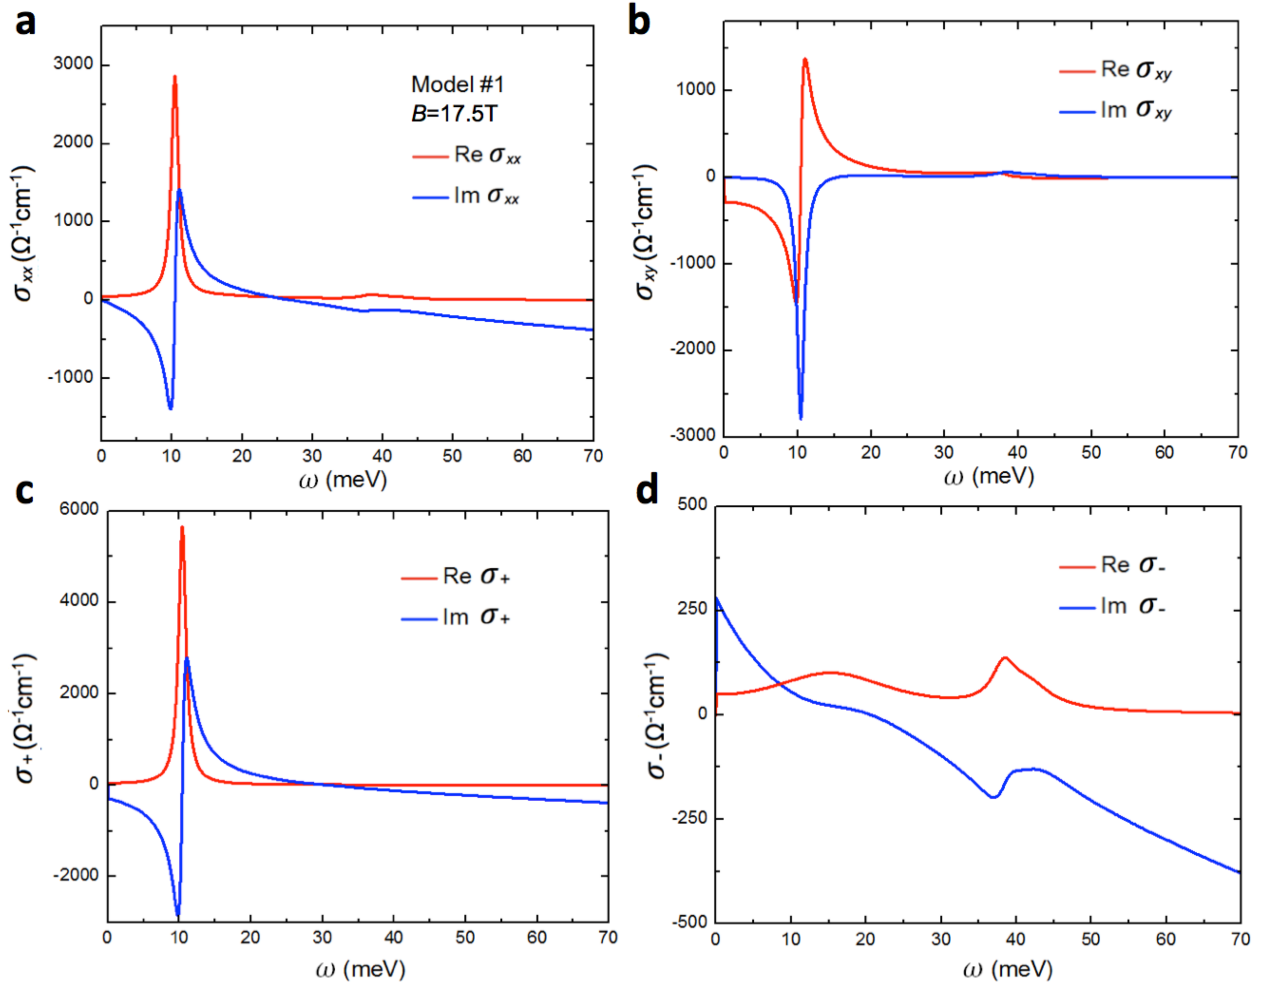 a
3000
2000
1000
0
-1000
σxx (Ω⁻¹cm⁻¹)
Model #1
B=17.5T
Re σxx
Im σxx
0 10 20 30 40 50 60 70
ω (meV)
b
1000
0
-1000
-2000
-3000
σxy (Ω⁻¹cm⁻¹)
Re σxy
Im σxy
0 10 20 30 40 50 60 70
ω (meV)
c
6000
4000
2000
0
-2000
σ+ (Ω⁻¹cm⁻¹)
Re σ+
Im σ+
0 10 20 30 40 50 60 70
ω (meV)
d
500
250
0
-250
-500
σ- (Ω⁻¹cm⁻¹)
Re σ-
Im σ-
0 10 20 30 40 50 60 70
ω (meV)